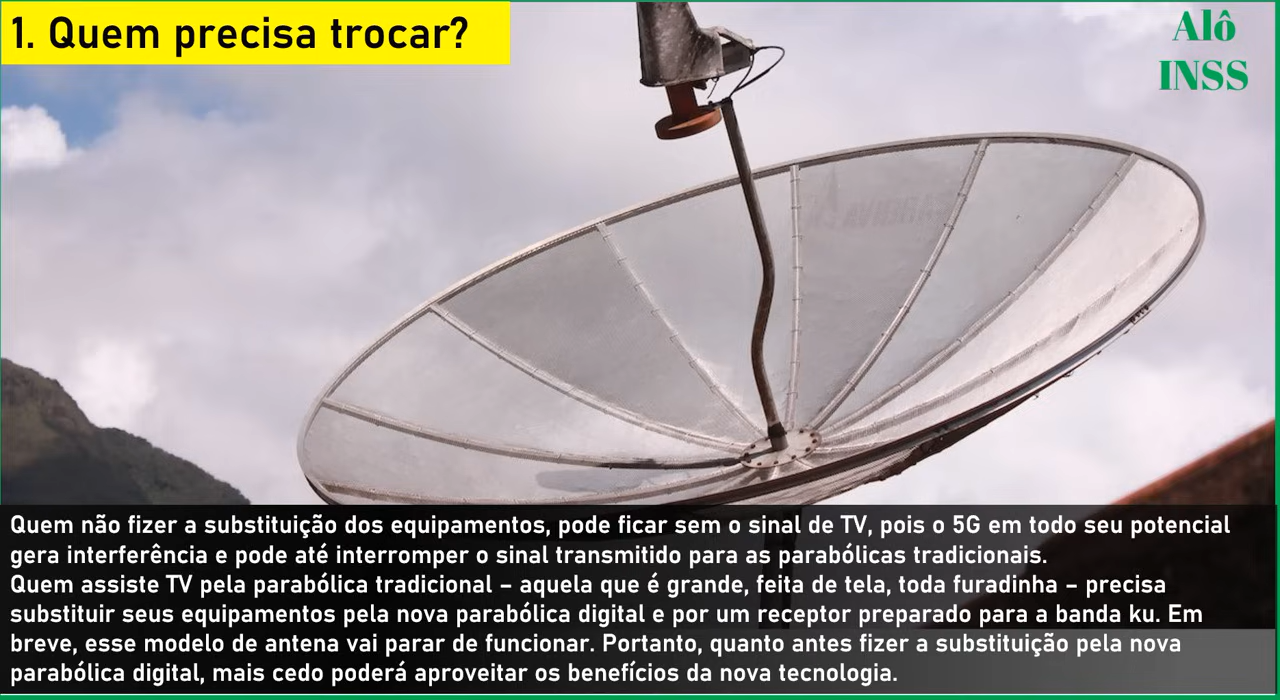 1. Quem precisa trocar?
Alô
INSS
Quem não fizer a substituição dos equipamentos, pode ficar sem o sinal de TV, pois o 5G em todo seu potencial
gera interferência e pode até interromper o sinal transmitido para as parabólicas tradicionais.
Quem assiste TV pela parabólica tradicional – aquela que é grande, feita de tela, toda furadinha – precisa
substituir seus equipamentos pela nova parabólica digital e por um receptor preparado para a banda ku. Em
breve, esse modelo de antena vai parar de funcionar. Portanto, quanto antes fizer a substituição pela nova
parabólica digital, mais cedo poderá aproveitar os benefícios da nova tecnologia.